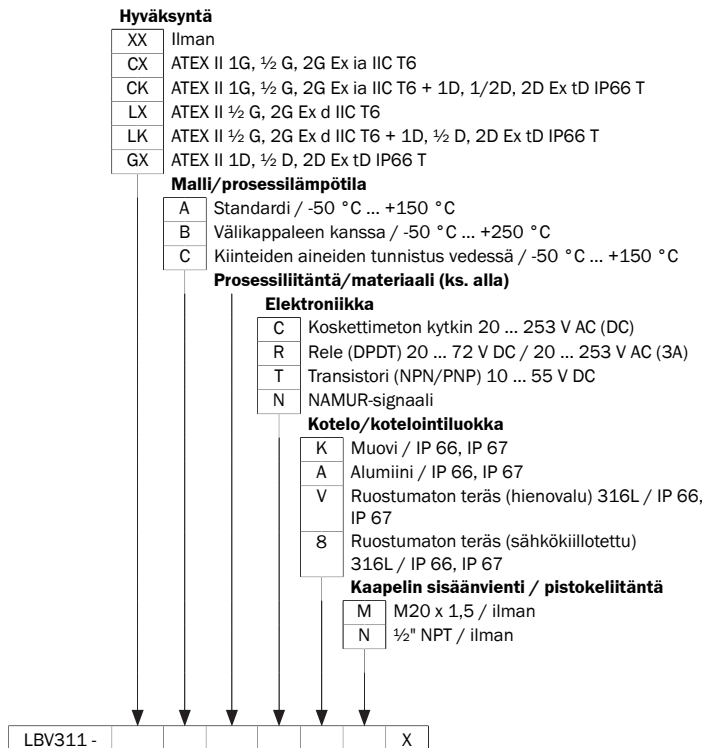 Hyväksyntä
XX Ilman
CX ATEX II 1G, ½ G, 2G Ex ia IIC T6
CK ATEX II 1G, ½ G, 2G Ex ia IIC T6 + 1D, 1/2D, 2D Ex tD IP66 T
LX ATEX II ½ G, 2G Ex d IIC T6
LK ATEX II ½ G, 2G Ex d IIC T6 + 1D, ½ D, 2D Ex tD IP66 T
GX ATEX II 1D, ½ D, 2D Ex tD IP66 T
Malli/prosessilämpötila
A Standardi / -50 °C ... +150 °C
B Välikappaleen kanssa / -50 °C ... +250 °C
C Kiinteiden aineiden tunnistus vedessä / -50 °C ... +150 °C
Prosessiliitäntä/materiaali (ks. alla)
Elektroniikka
C Koskettimeton kytkin 20 ... 253 V AC (DC)
R Rele (DPDT) 20 ... 72 V DC / 20 ... 253 V AC (3A)
T Transistori (NPN/PNP) 10 ... 55 V DC
N NAMUR-signaali
Kotelo/kotelointiluokka
K Muovi / IP 66, IP 67
A Alumiini / IP 66, IP 67
V Ruostumaton teräs (hienovalu) 316L / IP 66,
IP 67
8 Ruostumaton teräs (sähkökiillotettu)
316L / IP 66, IP 67
Kaapelin sisäänvienti / pistokeliitäntä
M M20 x 1,5 / ilman
N ½" NPT / ilman
LBV311 - X